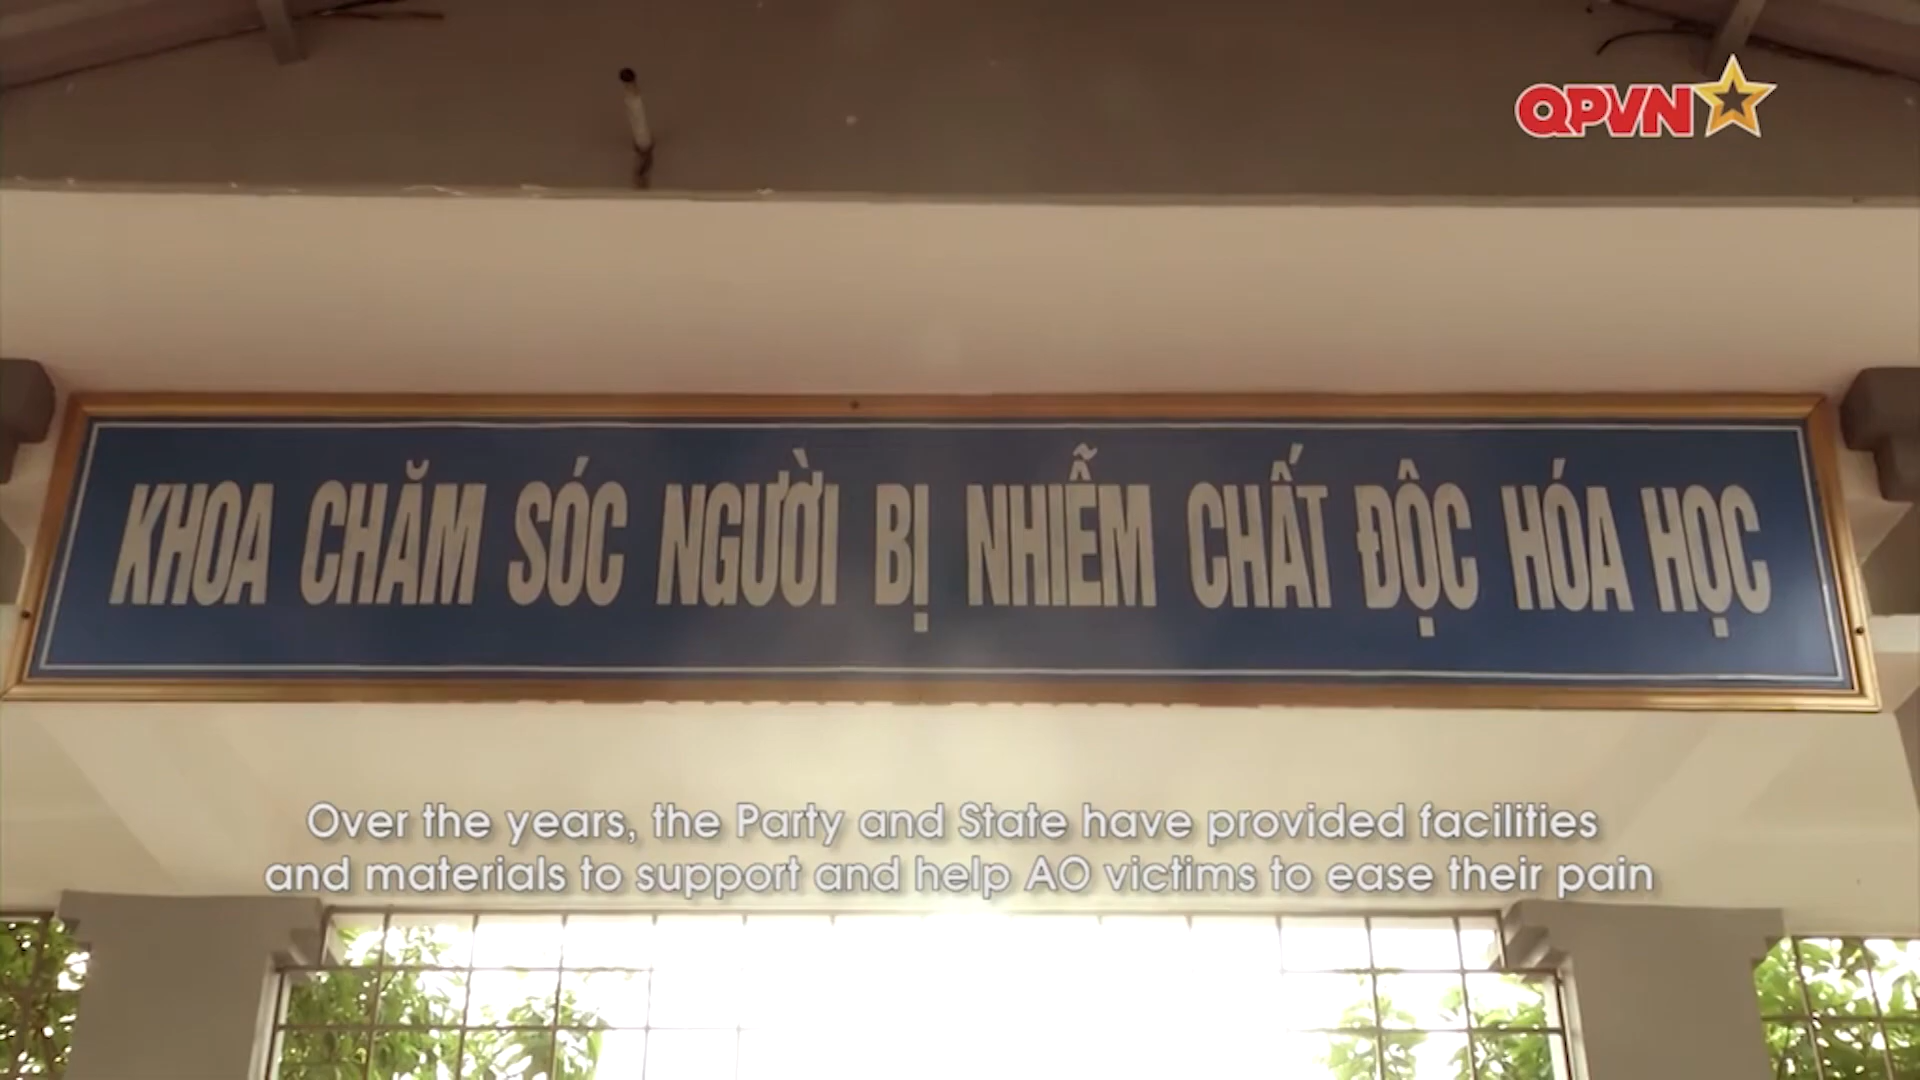 QPVN
KHOA CHĂM SÓC NGƯỜI BỊ NHIỄM CHẤT ĐỘC HÓA HỌC
Over the years, the Party and State have provided facilities
and materials to support and help AO victims to ease their pain